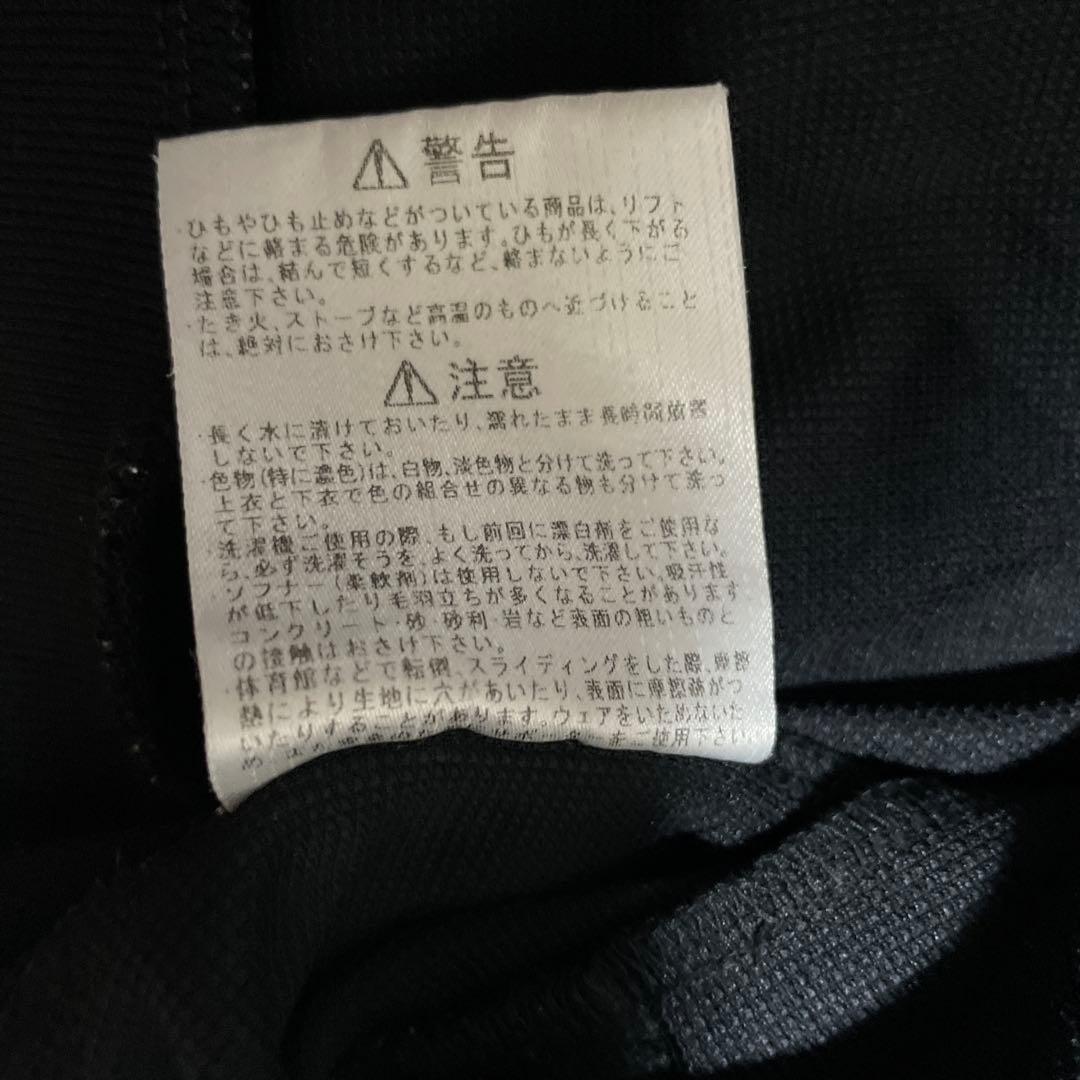 ⚠警告
・ひもやひも止めなどがついている商品は、リフト
などに絡まる危険があります。ひもが長く下がる
場合は、結んで短くするなど、絡まないようにご
注意下さい。
・たき火、ストーブなど高温のものへ近づけること
は、絶対におさけ下さい。
⚠注意
・長く水に漬けておいたり、濡れたまま長時間放置
しないで下さい。
・色物(特に濃色)は、白物、淡色物と分けて洗って下さい。
上衣と下衣で色の組合せの異なる物も分けて洗っ
て下さい。
・洗濯機ご使用の際、もし前回に漂白剤をご使用な
ら、必ず洗濯そうを、よく洗ってから、洗濯して下さい。
・ソフナー(柔軟剤)は使用しないで下さい。吸汗性
が低下したり毛羽立ちが多くなることがあります
・コンクリート・砂・砂利・岩など表面の粗いものと
の接触はおさけ下さい。
・体育館などで転倒、スライディングをした際、摩擦
熱により生地に穴があいたり、表面に摩擦跡がつ
いたりすることがあります。ウェアをいためないた
め
をご使用下さい